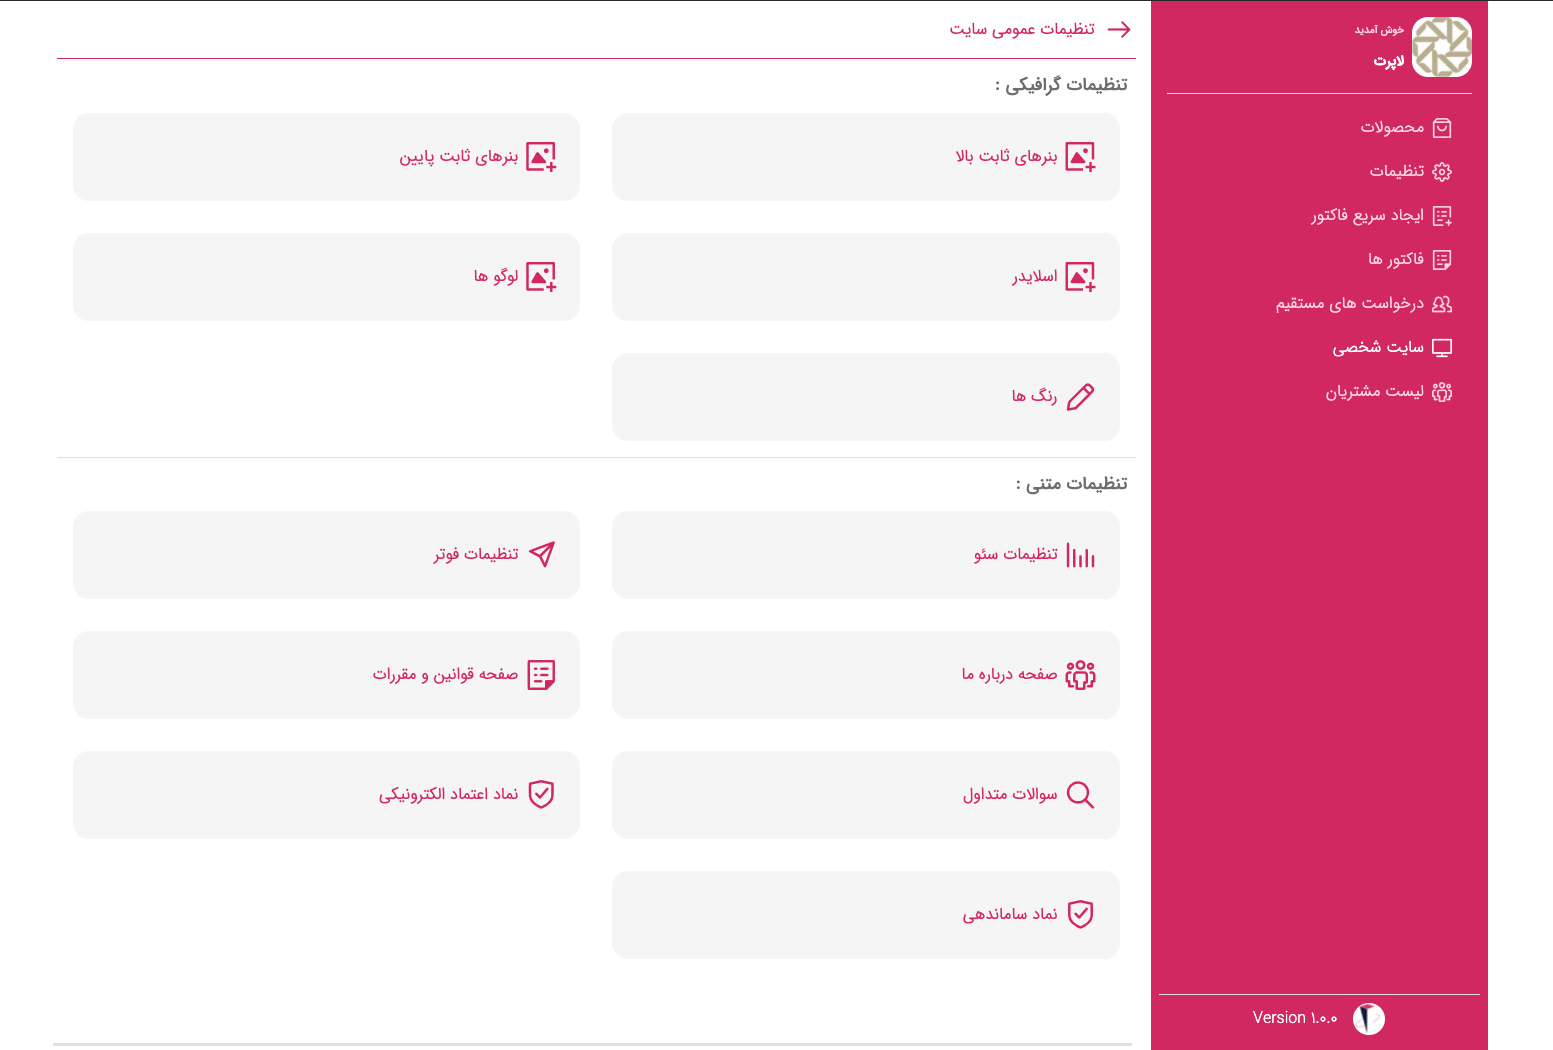 خوش آمدید
لاپرت
محصولات
تنظیمات
ایجاد سریع فاکتور
فاکتور ها
درخواست های مستقیم
سایت شخصی
لیست مشتریان
Version ۱.۰.۰
تنظیمات عمومی سایت
تنظیمات گرافیکی :
بنرهای ثابت بالا
بنرهای ثابت پایین
اسلایدر
لوگو ها
رنگ ها
تنظیمات متنی :
تنظیمات سئو
تنظیمات فوتر
صفحه درباره ما
صفحه قوانین و مقررات
سوالات متداول
نماد اعتماد الکترونیکی
نماد ساماندهی